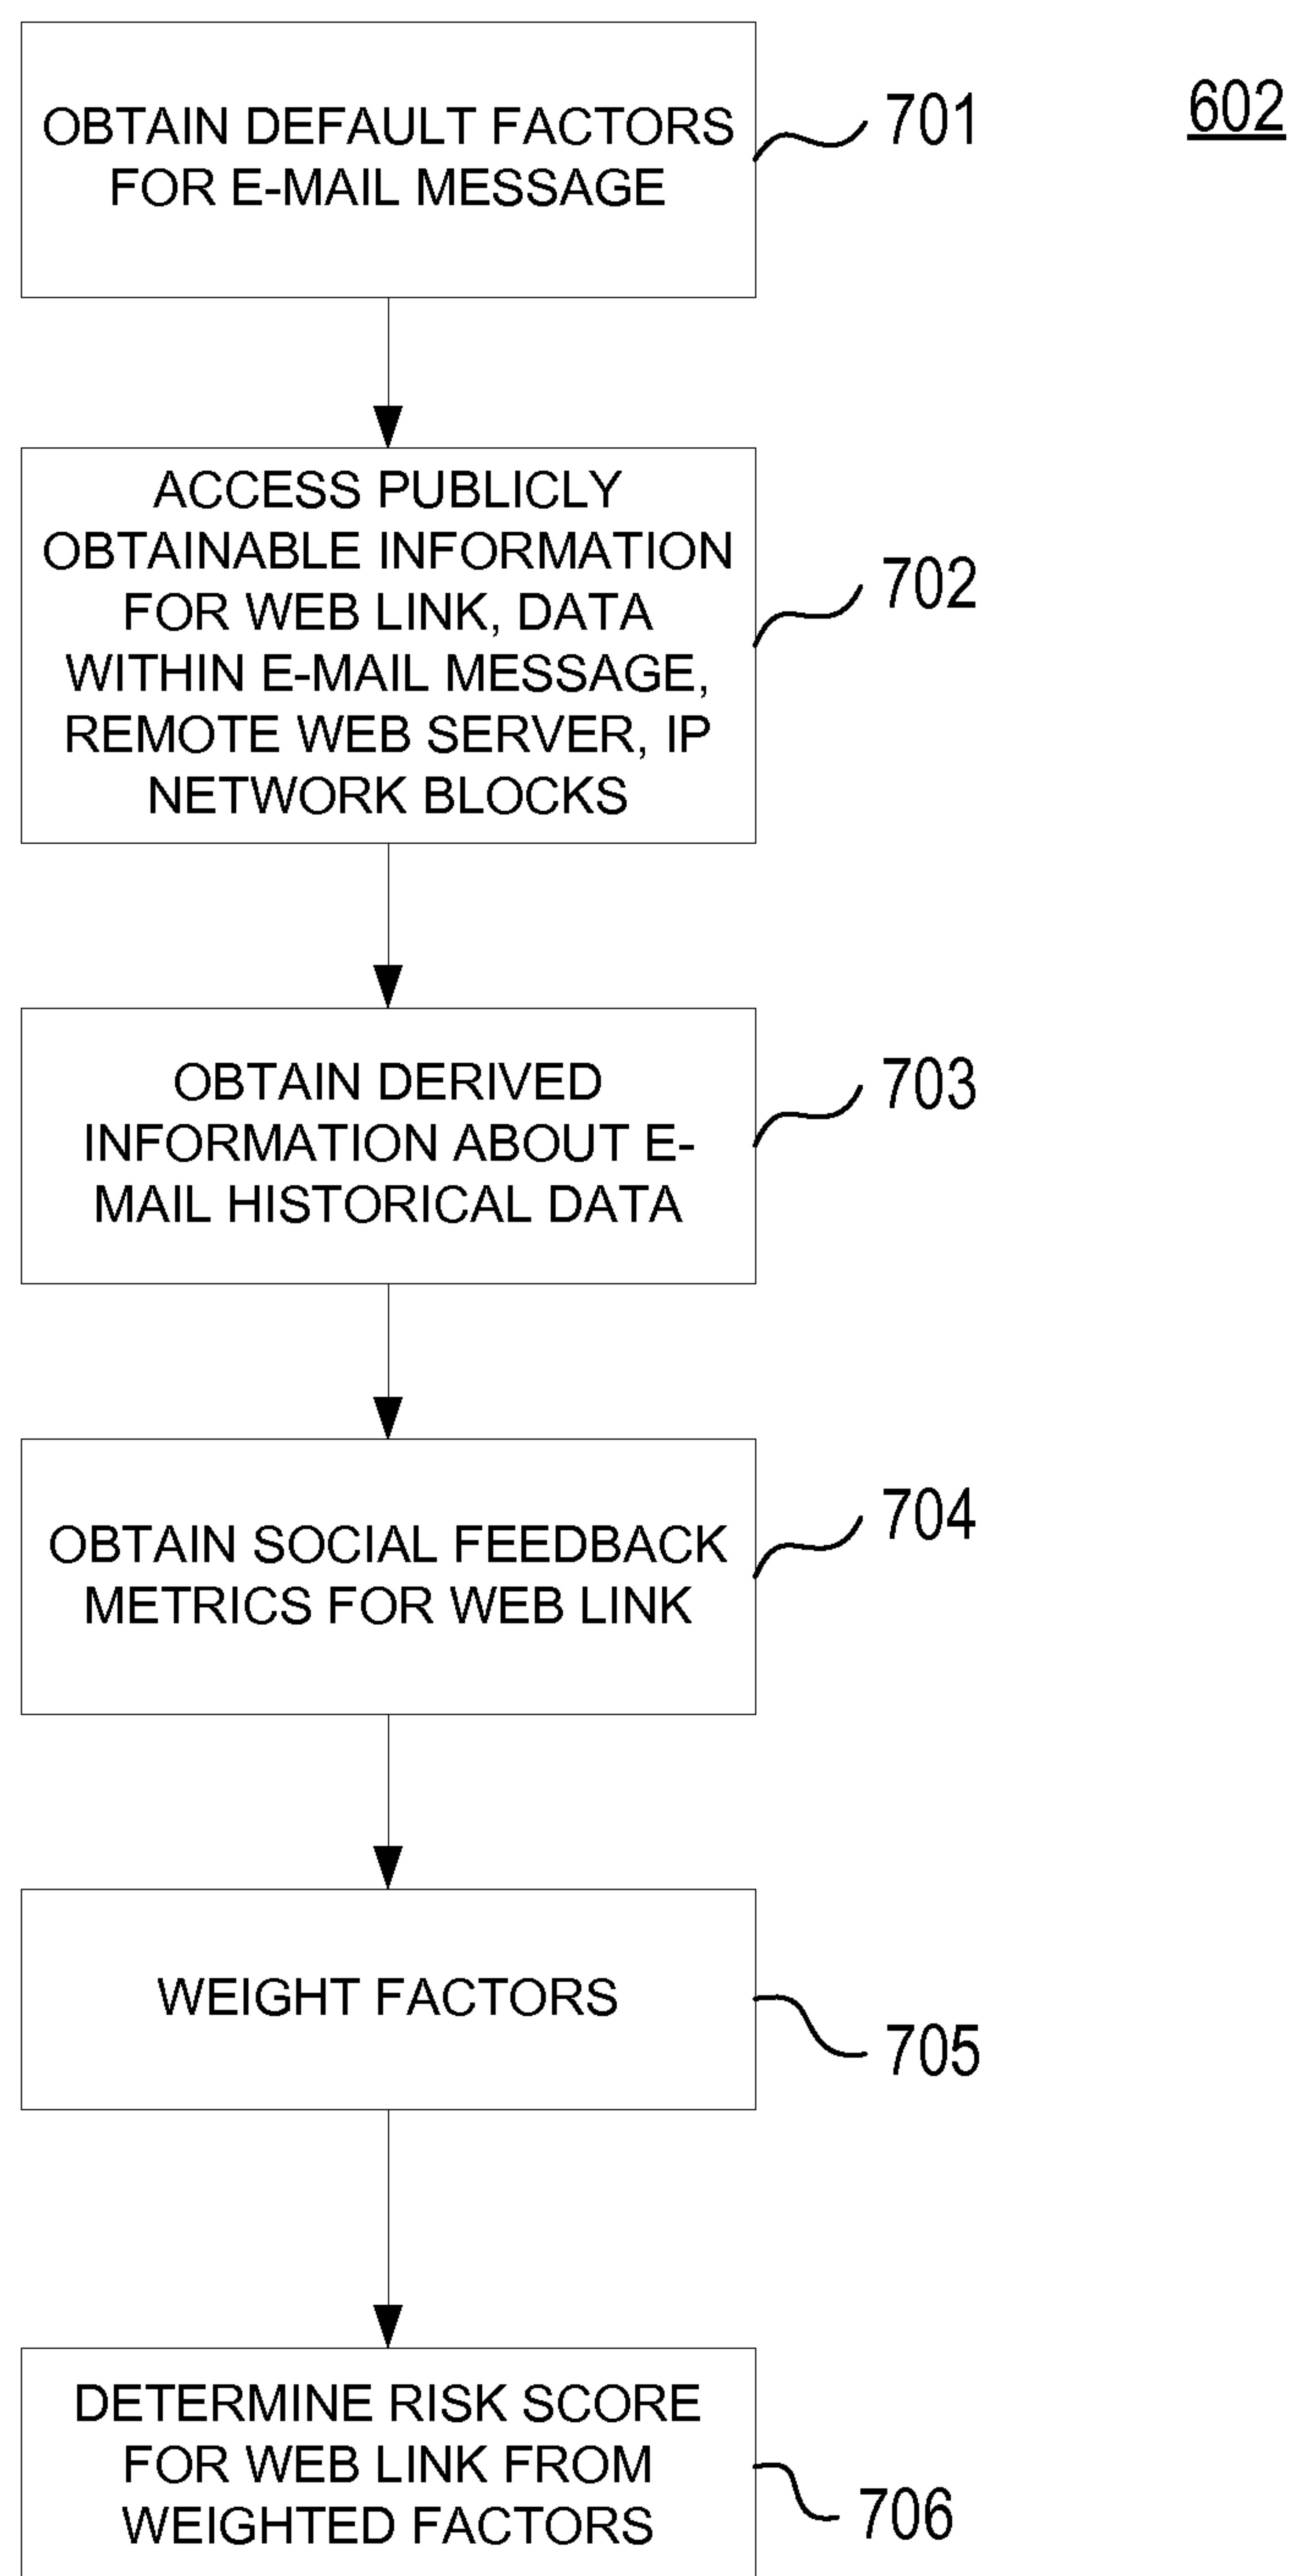 OBTAIN DEFAULT FACTORS
FOR E-MAIL MESSAGE
701
602
ACCESS PUBLICLY
OBTAINABLE INFORMATION
FOR WEB LINK, DATA
WITHIN E-MAIL MESSAGE,
REMOTE WEB SERVER, IP
NETWORK BLOCKS
702
OBTAIN DERIVED
INFORMATION ABOUT E-
MAIL HISTORICAL DATA
703
OBTAIN SOCIAL FEEDBACK
METRICS FOR WEB LINK
704
WEIGHT FACTORS
705
DETERMINE RISK SCORE
FOR WEB LINK FROM
WEIGHTED FACTORS
706